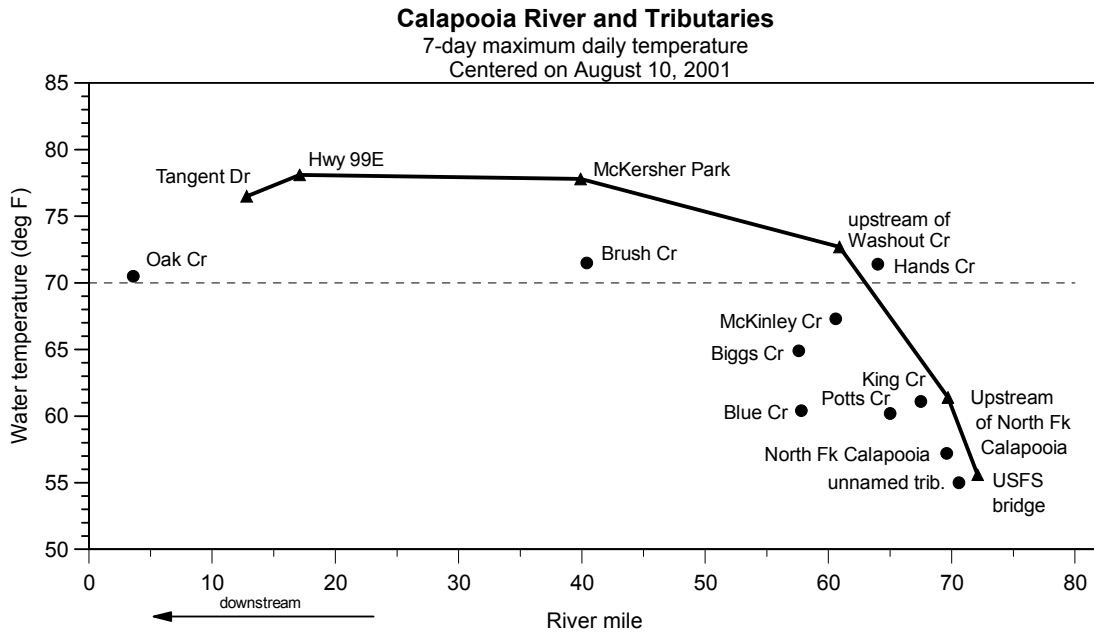 Calapooia River and Tributaries
7-day maximum daily temperature
Centered on August 10, 2001
Water temperature (deg F)
85
80
75
70
65
60
55
50
Tangent Dr
Hwy 99E
McKersher Park
upstream of
Washout Cr
Oak Cr
Brush Cr
Hands Cr
McKinley Cr
Biggs Cr
King Cr
Potts Cr
Blue Cr
Upstream
of North Fk
Calapooia
North Fk Calapooia
unnamed trib.
USFS
bridge
0 10 20 30 40 50 60 70 80
downstream
River mile